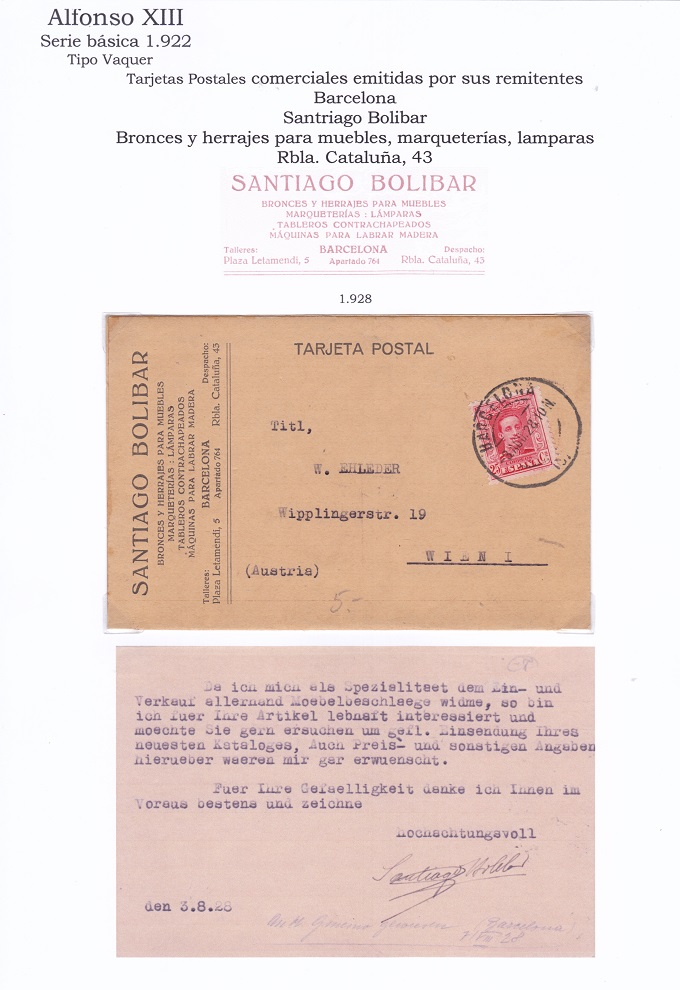 Alfonso XIII
Serie básica 1.922
Tipo Vaquer
Tarjetas Postales comerciales emitidas por sus remitentes
Barcelona
Santriago Bolibar
Bronces y herrajes para muebles, marqueterías, lamparas
Rbla. Cataluña, 43
SANTIAGO BOLIBAR
BRONCES Y HERRAJES PARA MUEBLES
MARQUETERÍAS : LÁMPARAS
TABLEROS CONTRACHAPEADOS
MÁQUINAS PARA LABRAR MADERA
Talleres: BARCELONA Despacho:
Plaza Letamendi, 5 Apartado 764 Rbla. Cataluña, 43
1.928
SANTIAGO BOLIBAR
BRONCES Y HERRAJES PARA MUEBLES
MARQUETERÍAS : LÁMPARAS
TABLEROS CONTRACHAPEADOS
MÁQUINAS PARA LABRAR MADERA
Talleres: BARCELONA Despacho:
Plaza Letamendi, 5 Apartado 764 Rbla. Cataluña, 43
TARJETA POSTAL
BARCELONA
Titl,
W. EHLEDER
Wipplingerstr. 19
W I E N I
(Austria)
5.-
Da ich mich als Spezialitaet dem Ein- und
Verkauf allerhand Moebelbeschlaege widme, so bin
ich fuer Ihre Artikel lebhaft interessiert und
moechte Sie gern ersuchen um gefl. Einsendung Ihres
neuesten Kataloges, Auch Preis- und sonstigen Angaben
hierueber waeren mir gar erwuenscht.
Fuer Ihre Gefaelligkeit danke ich Ihnen im
Voraus bestens und zeichne
Hochachtungsvoll
Santiago Bolibar
den 3.8.28
(Barcelona)